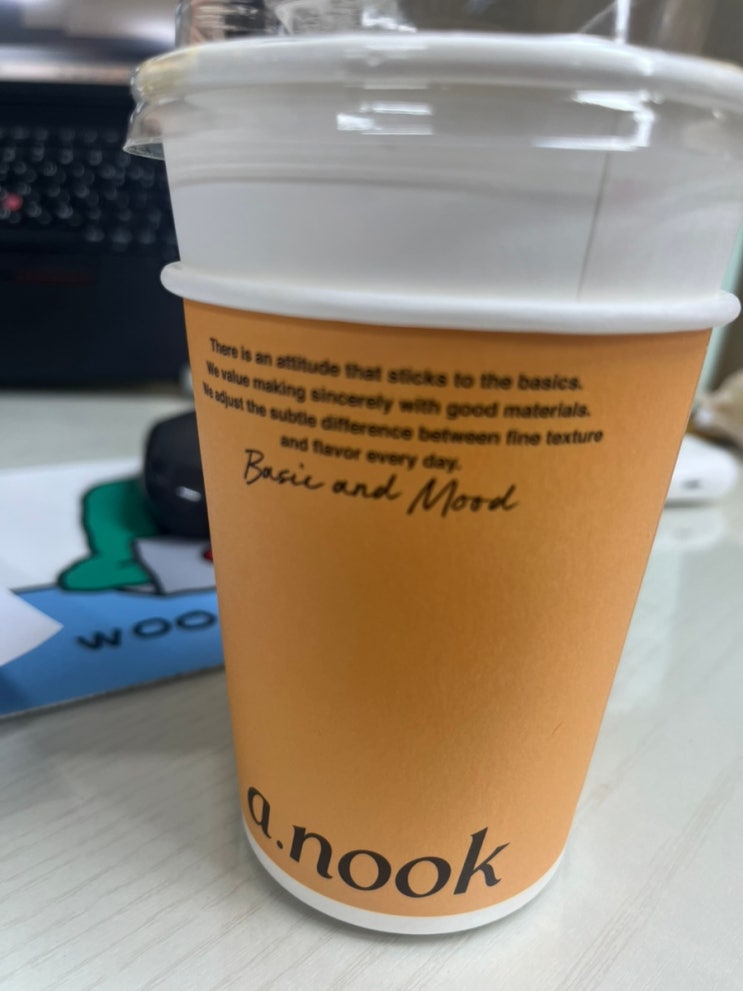 There is an attitude that sticks to the basics.
We value making sincerely with good materials.
We adjust the subtle difference between fine texture
and flavor every day.
Basic and Mood
a.nook
WOO